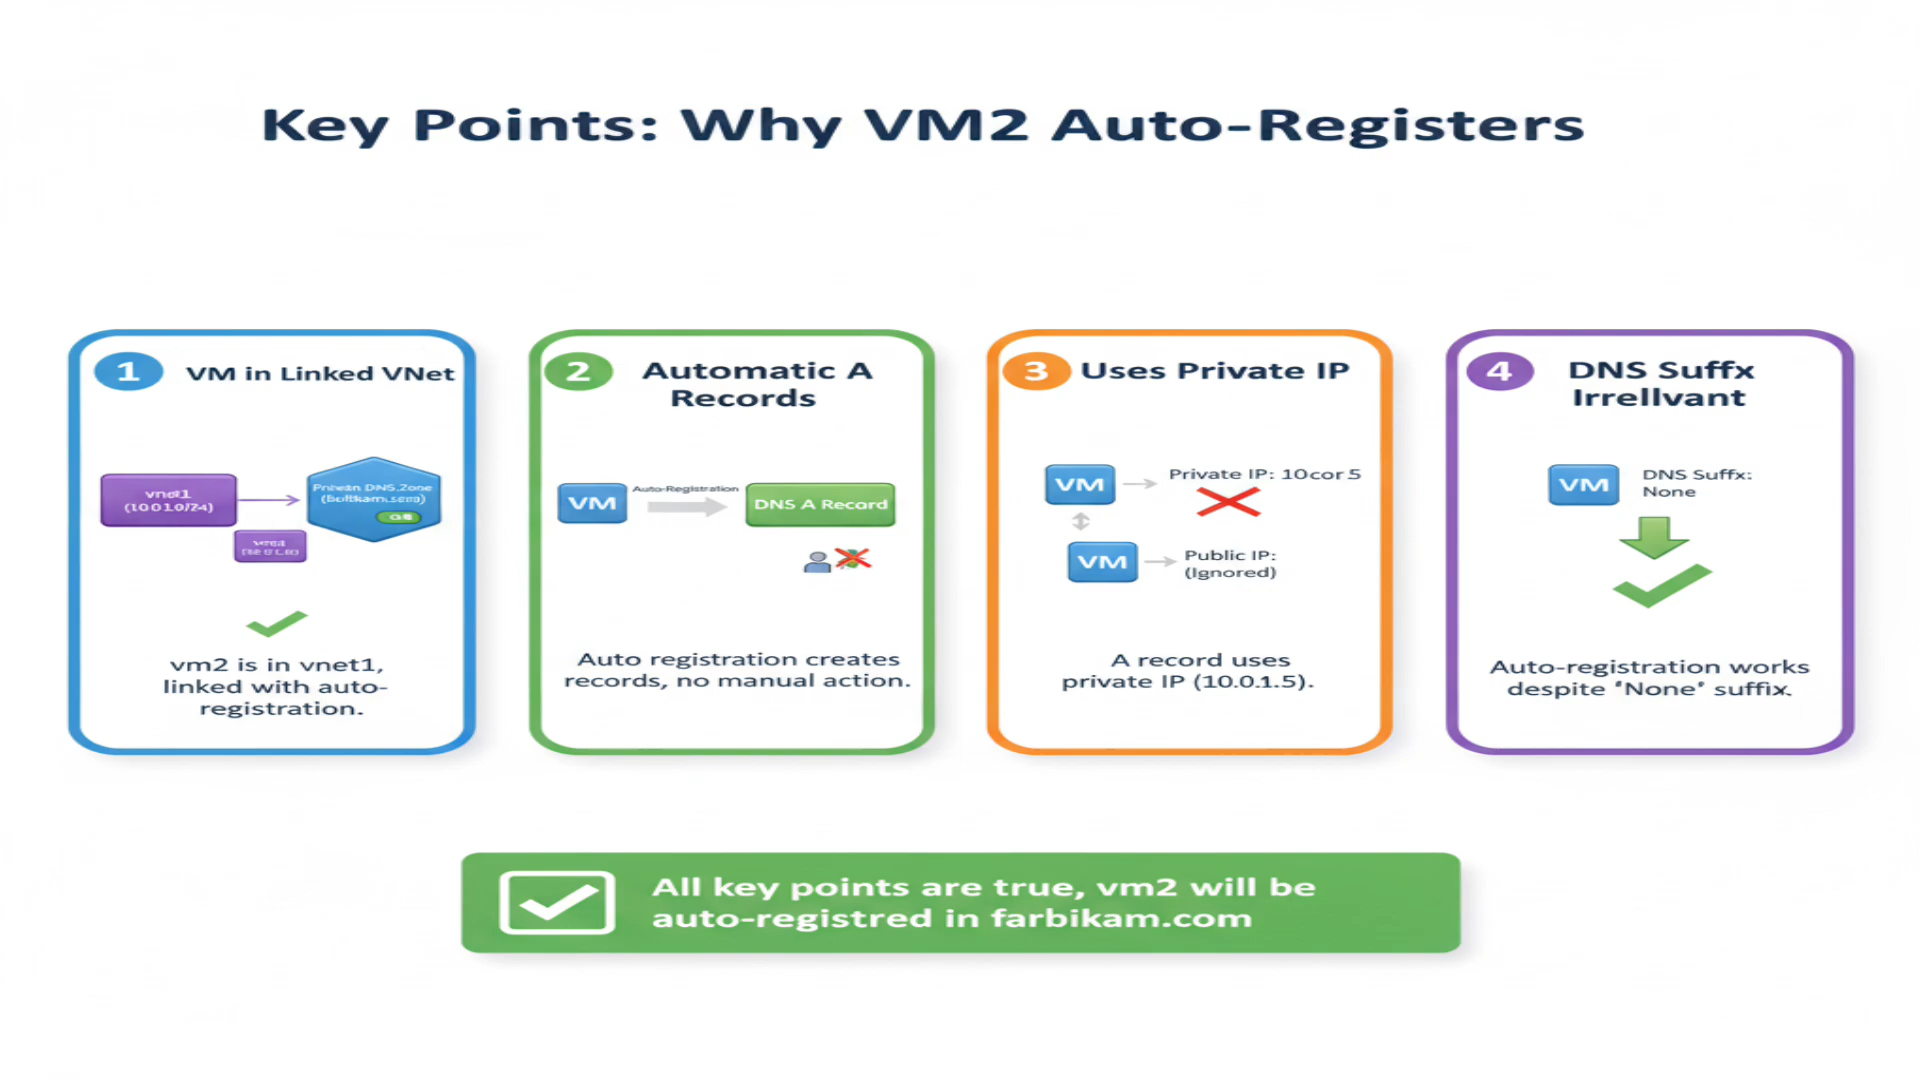 Key Points: Why VM2 Auto-Registers
1
VM in Linked VNet
vnet1
DNS Zone
vm2 is in vnet1,
linked with auto-
registration.
2
Automatic A
Records
VM
Auto-Registration
DNS A Record
Auto registration creates
records, no manual action.
3
Uses Private IP
VM
Private IP: 10cor5
VM
Public IP:
(Ignored)
A record uses
private IP (10.0.1.5).
4
DNS Suffx
Irrellvant
VM
DNS Suffx:
None
Auto-registration works
despite 'None' suffix.
All key points are true, vm2 will be
auto-registred in farbikam.com